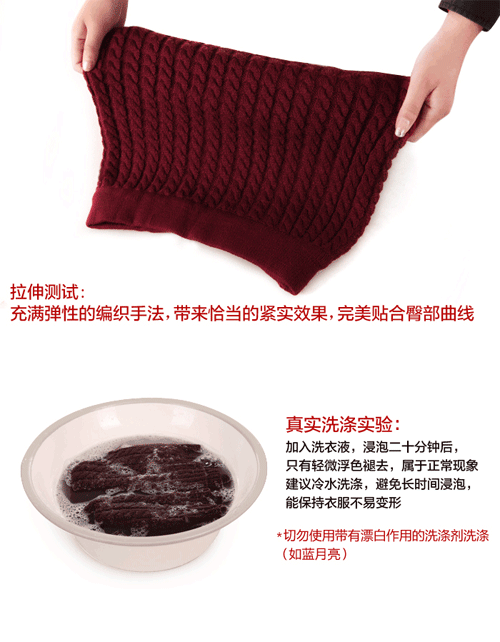 拉伸测试：
充满弹性的编织手法，带来恰当的紧实效果，完美贴合臀部曲线
真实洗涤实验：
加入洗衣液，浸泡二十分钟后，
只有轻微浮色褪去，属于正常现象
建议冷水洗涤，避免长时间浸泡，
能保持衣服不易变形
*切勿使用带有漂白作用的洗涤剂洗涤
（如蓝月亮）